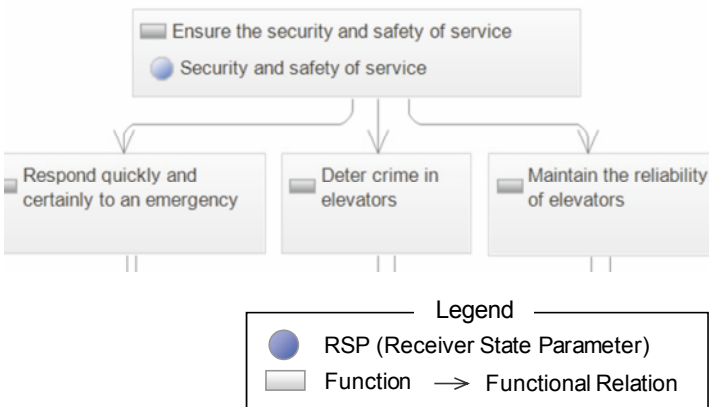 Ensure the security and safety of service
Security and safety of service
Respond quickly and
certainly to an emergency
Deter crime in
elevators
Maintain the reliability
of elevators
Legend
RSP (Receiver State Parameter)
Function
Functional Relation